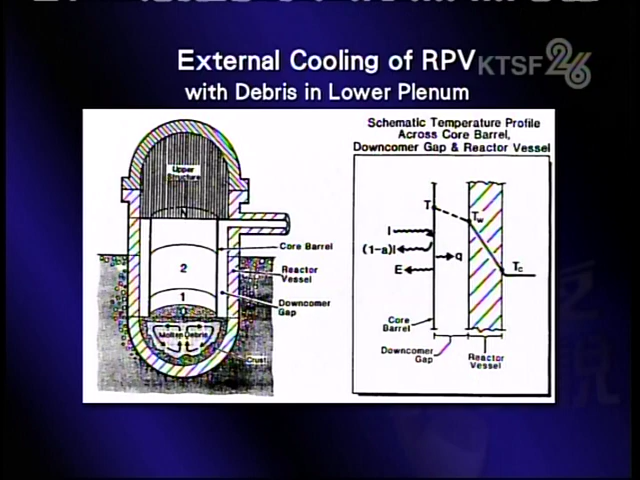 External Cooling of RPV
KTSF 26
with Debris in Lower Plenum
Upper
Structure
N
2
1
Molten Debris
Crust
Core Barrel
Reactor
Vessel
Downcomer
Gap
Schematic Temperature Profile
Across Core Barrel,
Downcomer Gap & Reactor Vessel
T
Tw
I
(1-a)I
q
E
Tc
Core
Barrel
Downcomer
Gap
Reactor
Vessel